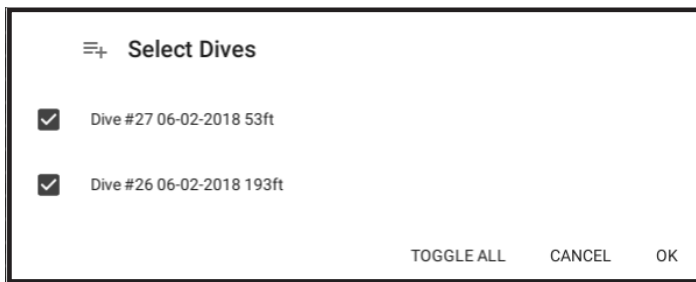 Select Dives
Dive #27 06-02-2018 53ft
Dive #26 06-02-2018 193ft
TOGGLE ALL CANCEL OK